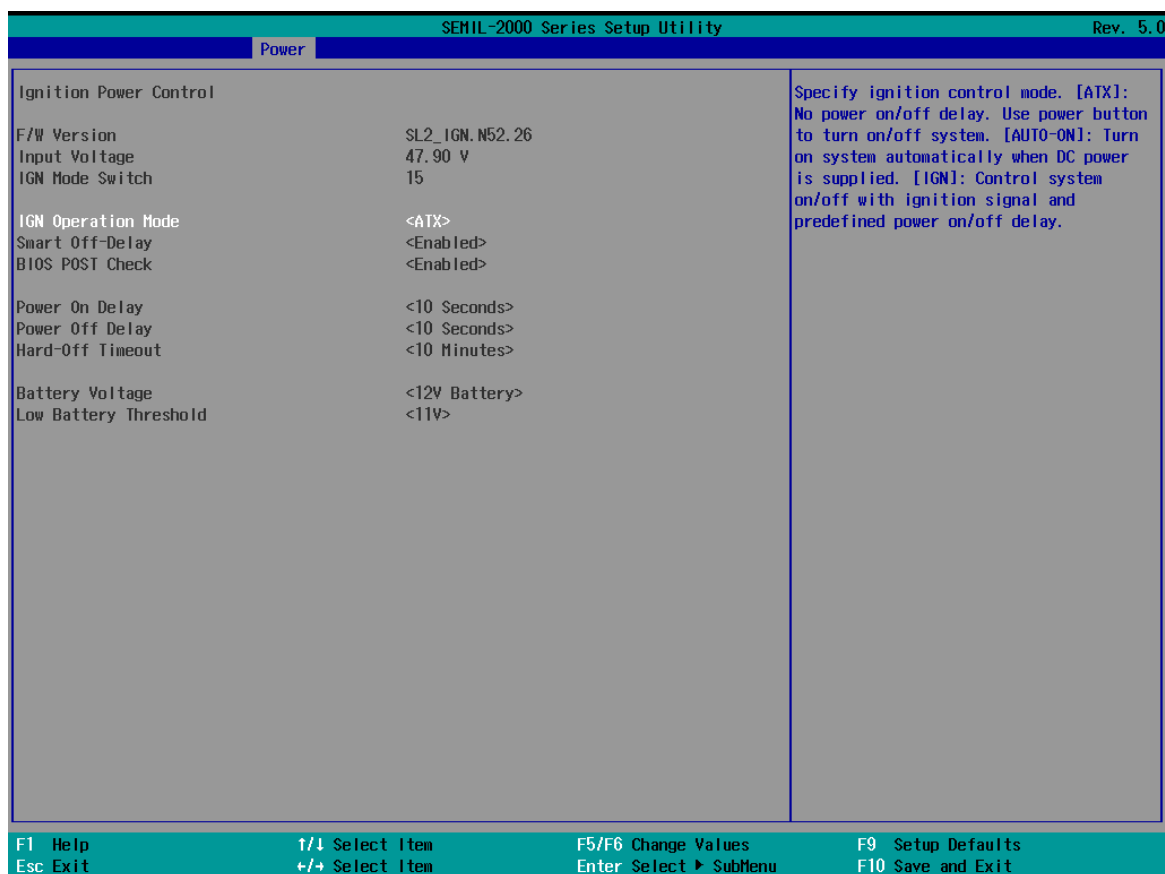 SEMIL-2000 Series Setup Utility Rev. 5.0
Power
Ignition Power Control
F/W Version SL2_IGN.N52.26
Input Voltage 47.90 V
IGN Mode Switch 15
IGN Operation Mode <ATX>
Smart Off-Delay <Enabled>
BIOS POST Check <Enabled>
Power On Delay <10 Seconds>
Power Off Delay <10 Seconds>
Hard-Off Timeout <10 Minutes>
Battery Voltage <12V Battery>
Low Battery Threshold <11V>
Specify ignition control mode. [ATX]:
No power on/off delay. Use power button
to turn on/off system. [AUTO-ON]: Turn
on system automatically when DC power
is supplied. [IGN]: Control system
on/off with ignition signal and
predefined power on/off delay.
F1 Help ↑/↓ Select Item F5/F6 Change Values F9 Setup Defaults
Esc Exit ←/→ Select Item Enter Select ▶ SubMenu F10 Save and Exit